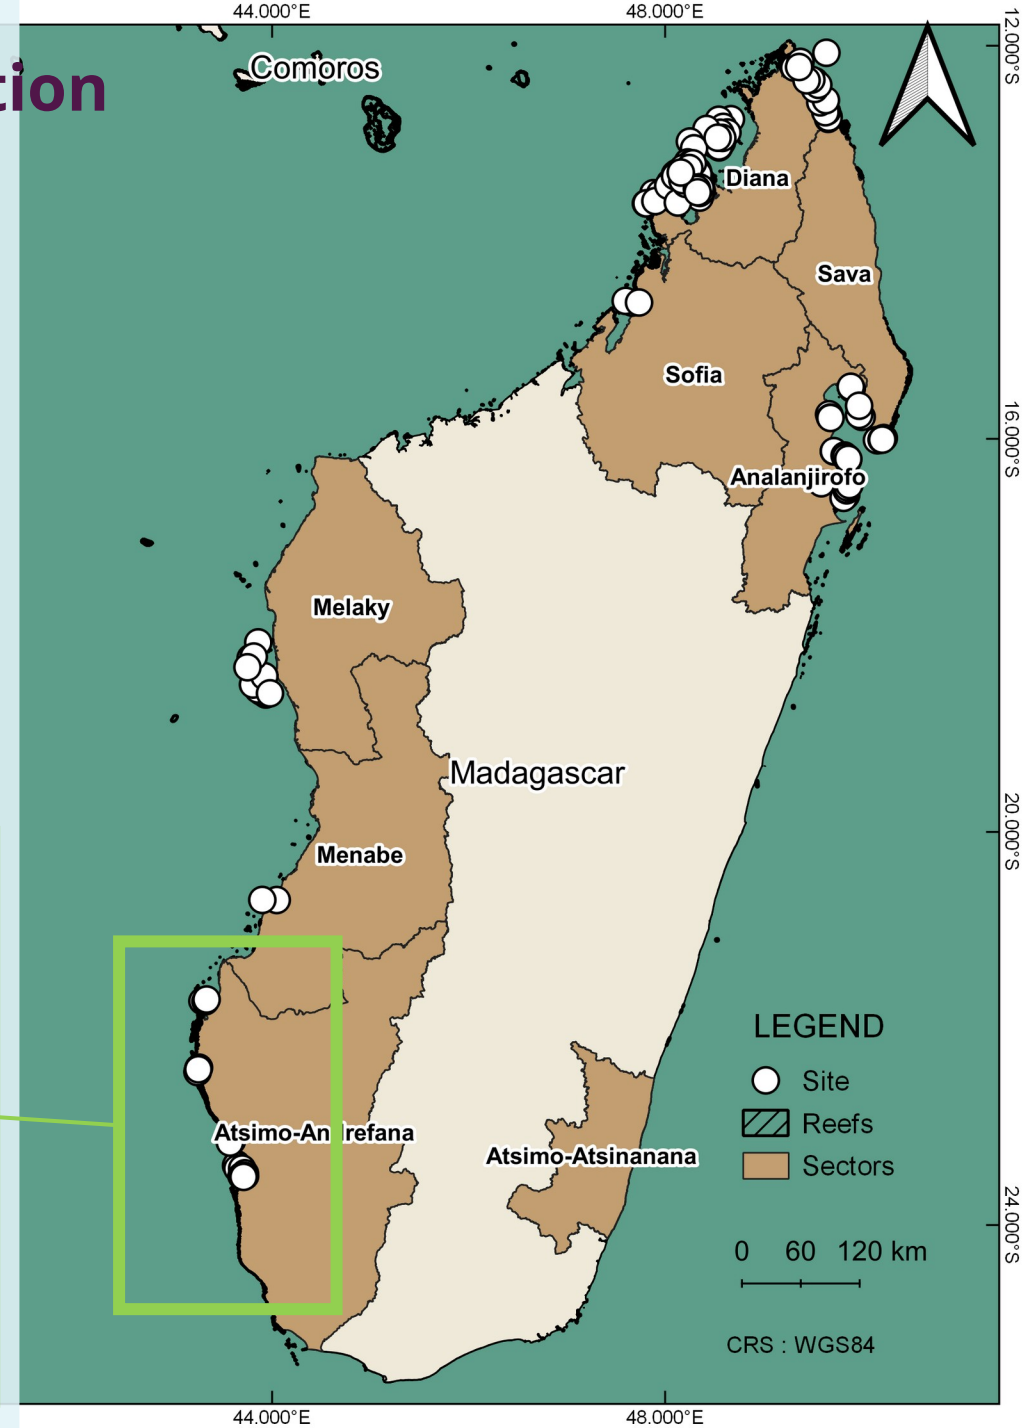 44.000°E
48.000°E
12.000°S
Comoros
tion
Diana
Sava
Sofia
16.000°S
Analanjirofo
Melaky
Madagascar
20.000°S
Menabe
LEGEND
Site
Reefs
Sectors
Atsimo-Andrefana
Atsimo-Atsinanana
24.000°S
0 60 120 km
CRS : WGS84
44.000°E
48.000°E